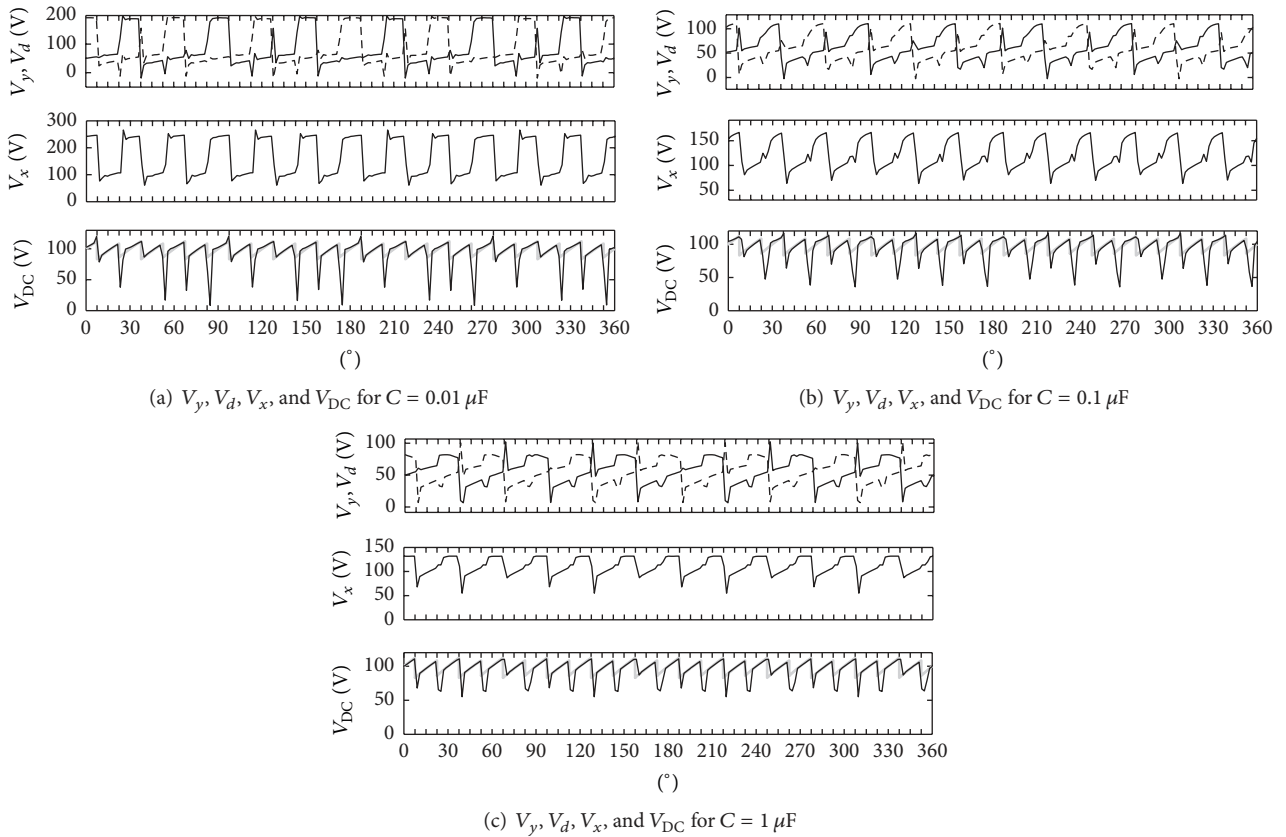 V_y, V_d (V)
200
100
0
V_x (V)
300
200
100
0
V_DC (V)
100
50
0
0 30 60 90 120 150 180 210 240 270 300 330 360
(°)
(a) V_y, V_d, V_x, and V_DC for C = 0.01 μF
V_y, V_d (V)
100
50
0
V_x (V)
150
100
50
V_DC (V)
100
50
0
0 30 60 90 120 150 180 210 240 270 300 330 360
(°)
(b) V_y, V_d, V_x, and V_DC for C = 0.1 μF
V_y, V_d (V)
100
50
0
V_x (V)
150
100
50
0
V_DC (V)
100
50
0
0 30 60 90 120 150 180 210 240 270 300 330 360
(°)
(c) V_y, V_d, V_x, and V_DC for C = 1 μF